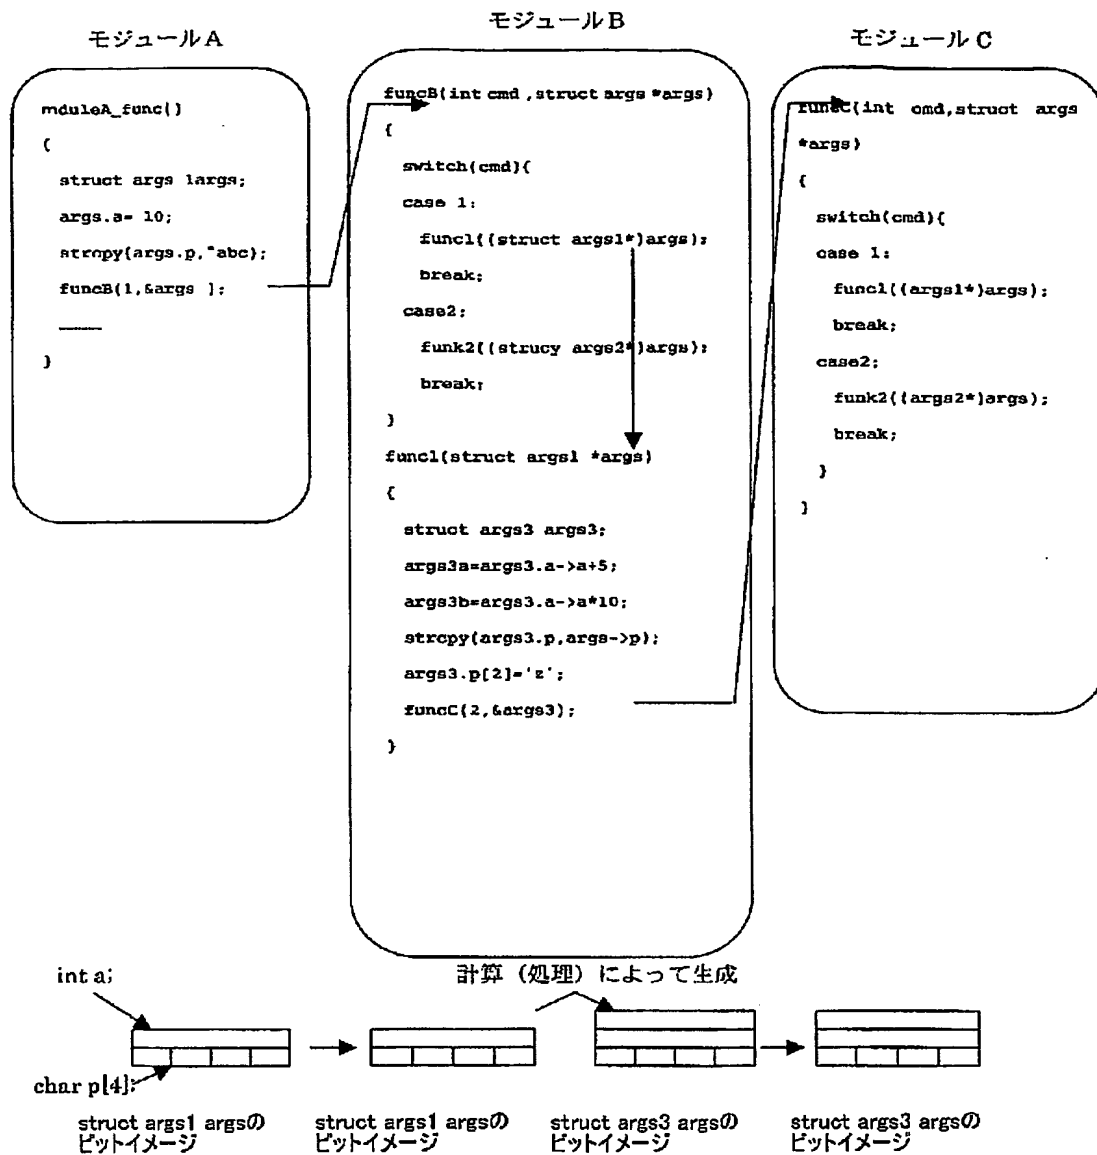 モジュールA
mduleA_func()
{
struct args 1args;
args.a= 10;
strcpy(args.p,"abc);
funcB(1,&args );
}
モジュールB
funcB(int cmd ,struct args *args)
{
switch(cmd){
case 1:
func1((struct args1*)args);
break;
case2;
funk2((strucy args2*)args);
break;
}
func1(struct args1 *args)
{
struct args3 args3;
args3a=args3.a->a+5;
args3b=args3.a->a*10;
strcpy(args3.p,args->p);
args3.p[2]='z';
funcC(2,&args3);
}
モジュール C
funcC(int cmd,struct args
*args)
{
switch(cmd){
case 1:
func1((args1*)args);
break;
case2;
funk2((args2*)args);
break;
}
}
int a;
計算（処理）によって生成
char p[4];
struct args1 argsの
ビットイメージ
struct args1 argsの
ビットイメージ
struct args3 argsの
ビットイメージ
struct args3 argsの
ビットイメージ